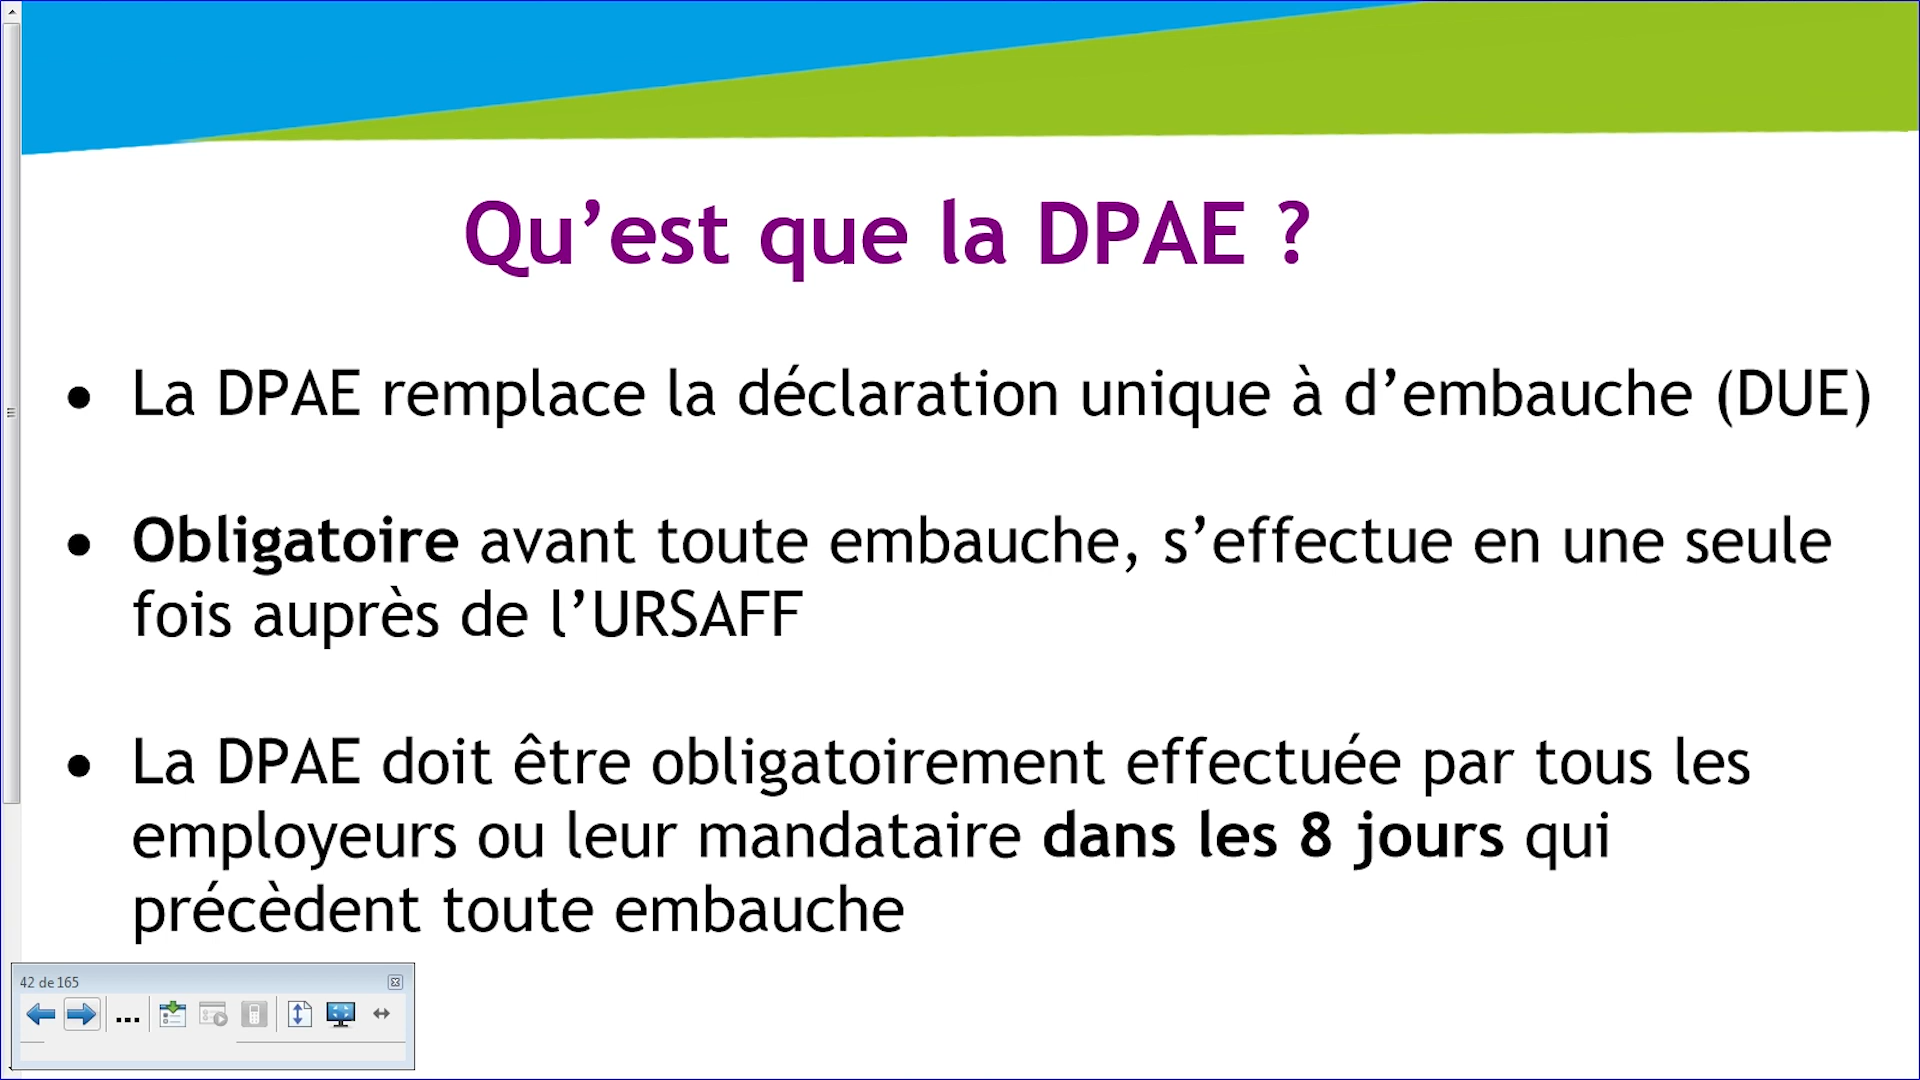 Qu’est que la DPAE ?
• La DPAE remplace la déclaration unique à d’embauche (DUE)
• Obligatoire avant toute embauche, s’effectue en une seule
fois auprès de l’URSAFF
• La DPAE doit être obligatoirement effectuée par tous les
employeurs ou leur mandataire dans les 8 jours qui
précèdent toute embauche
42 de 165
...